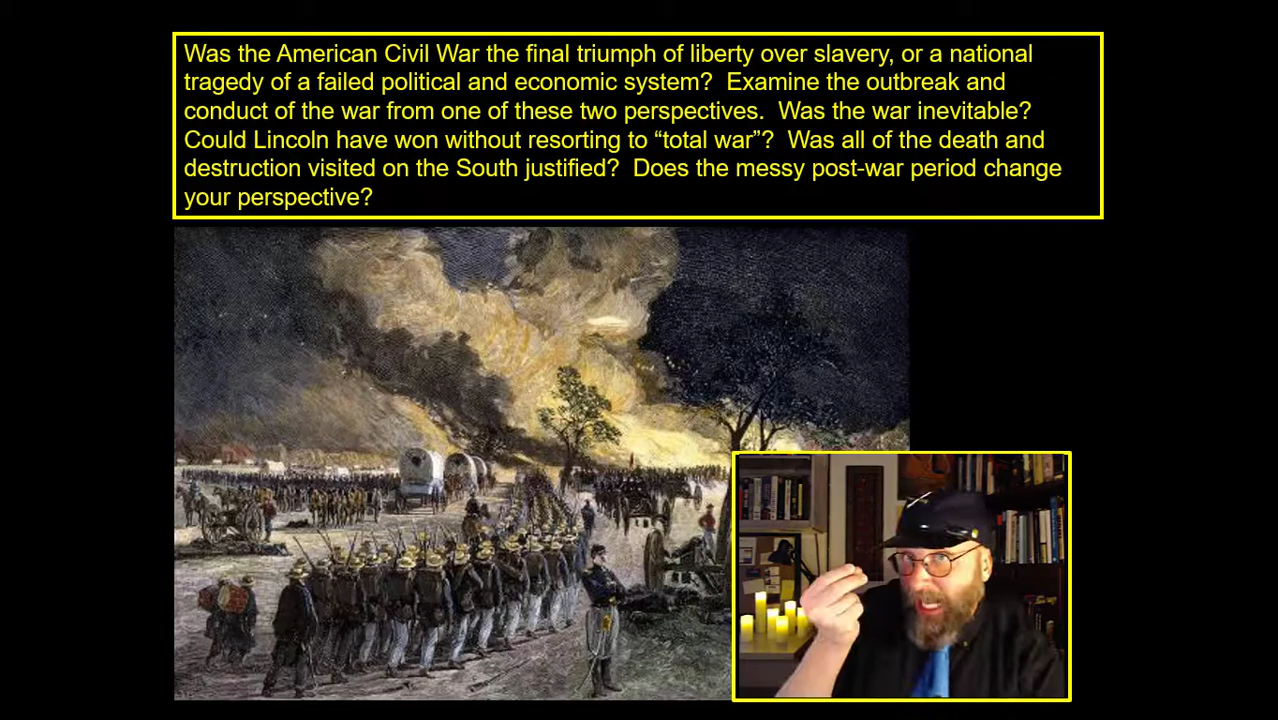 Was the American Civil War the final triumph of liberty over slavery, or a national
tragedy of a failed political and economic system?  Examine the outbreak and
conduct of the war from one of these two perspectives.  Was the war inevitable?
Could Lincoln have won without resorting to “total war”?  Was all of the death and
destruction visited on the South justified?  Does the messy post-war period change
your perspective?